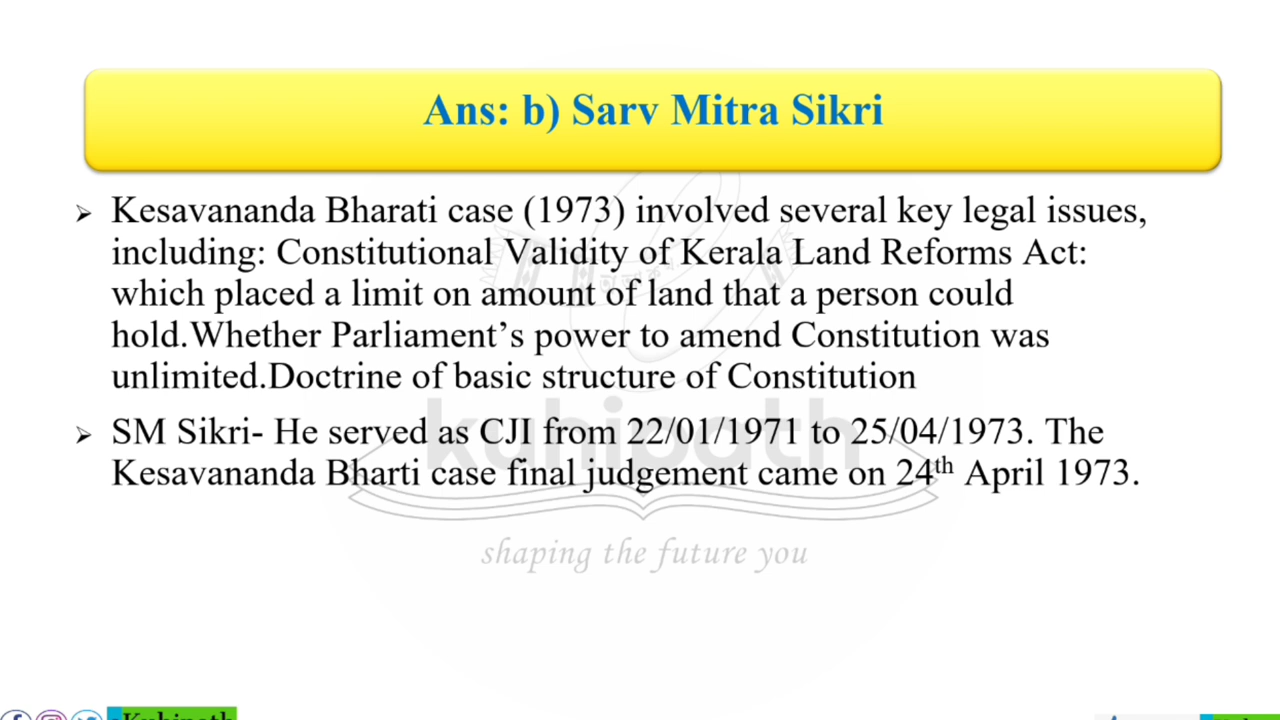 Ans: b) Sarv Mitra Sikri
➢ Kesavananda Bharati case (1973) involved several key legal issues,
including: Constitutional Validity of Kerala Land Reforms Act:
which placed a limit on amount of land that a person could
hold.Whether Parliament’s power to amend Constitution was
unlimited.Doctrine of basic structure of Constitution
➢ SM Sikri- He served as CJI from 22/01/1971 to 25/04/1973. The
Kesavananda Bharti case final judgement came on 24th April 1973.
kuhipath
shaping the future you
eKuhipath